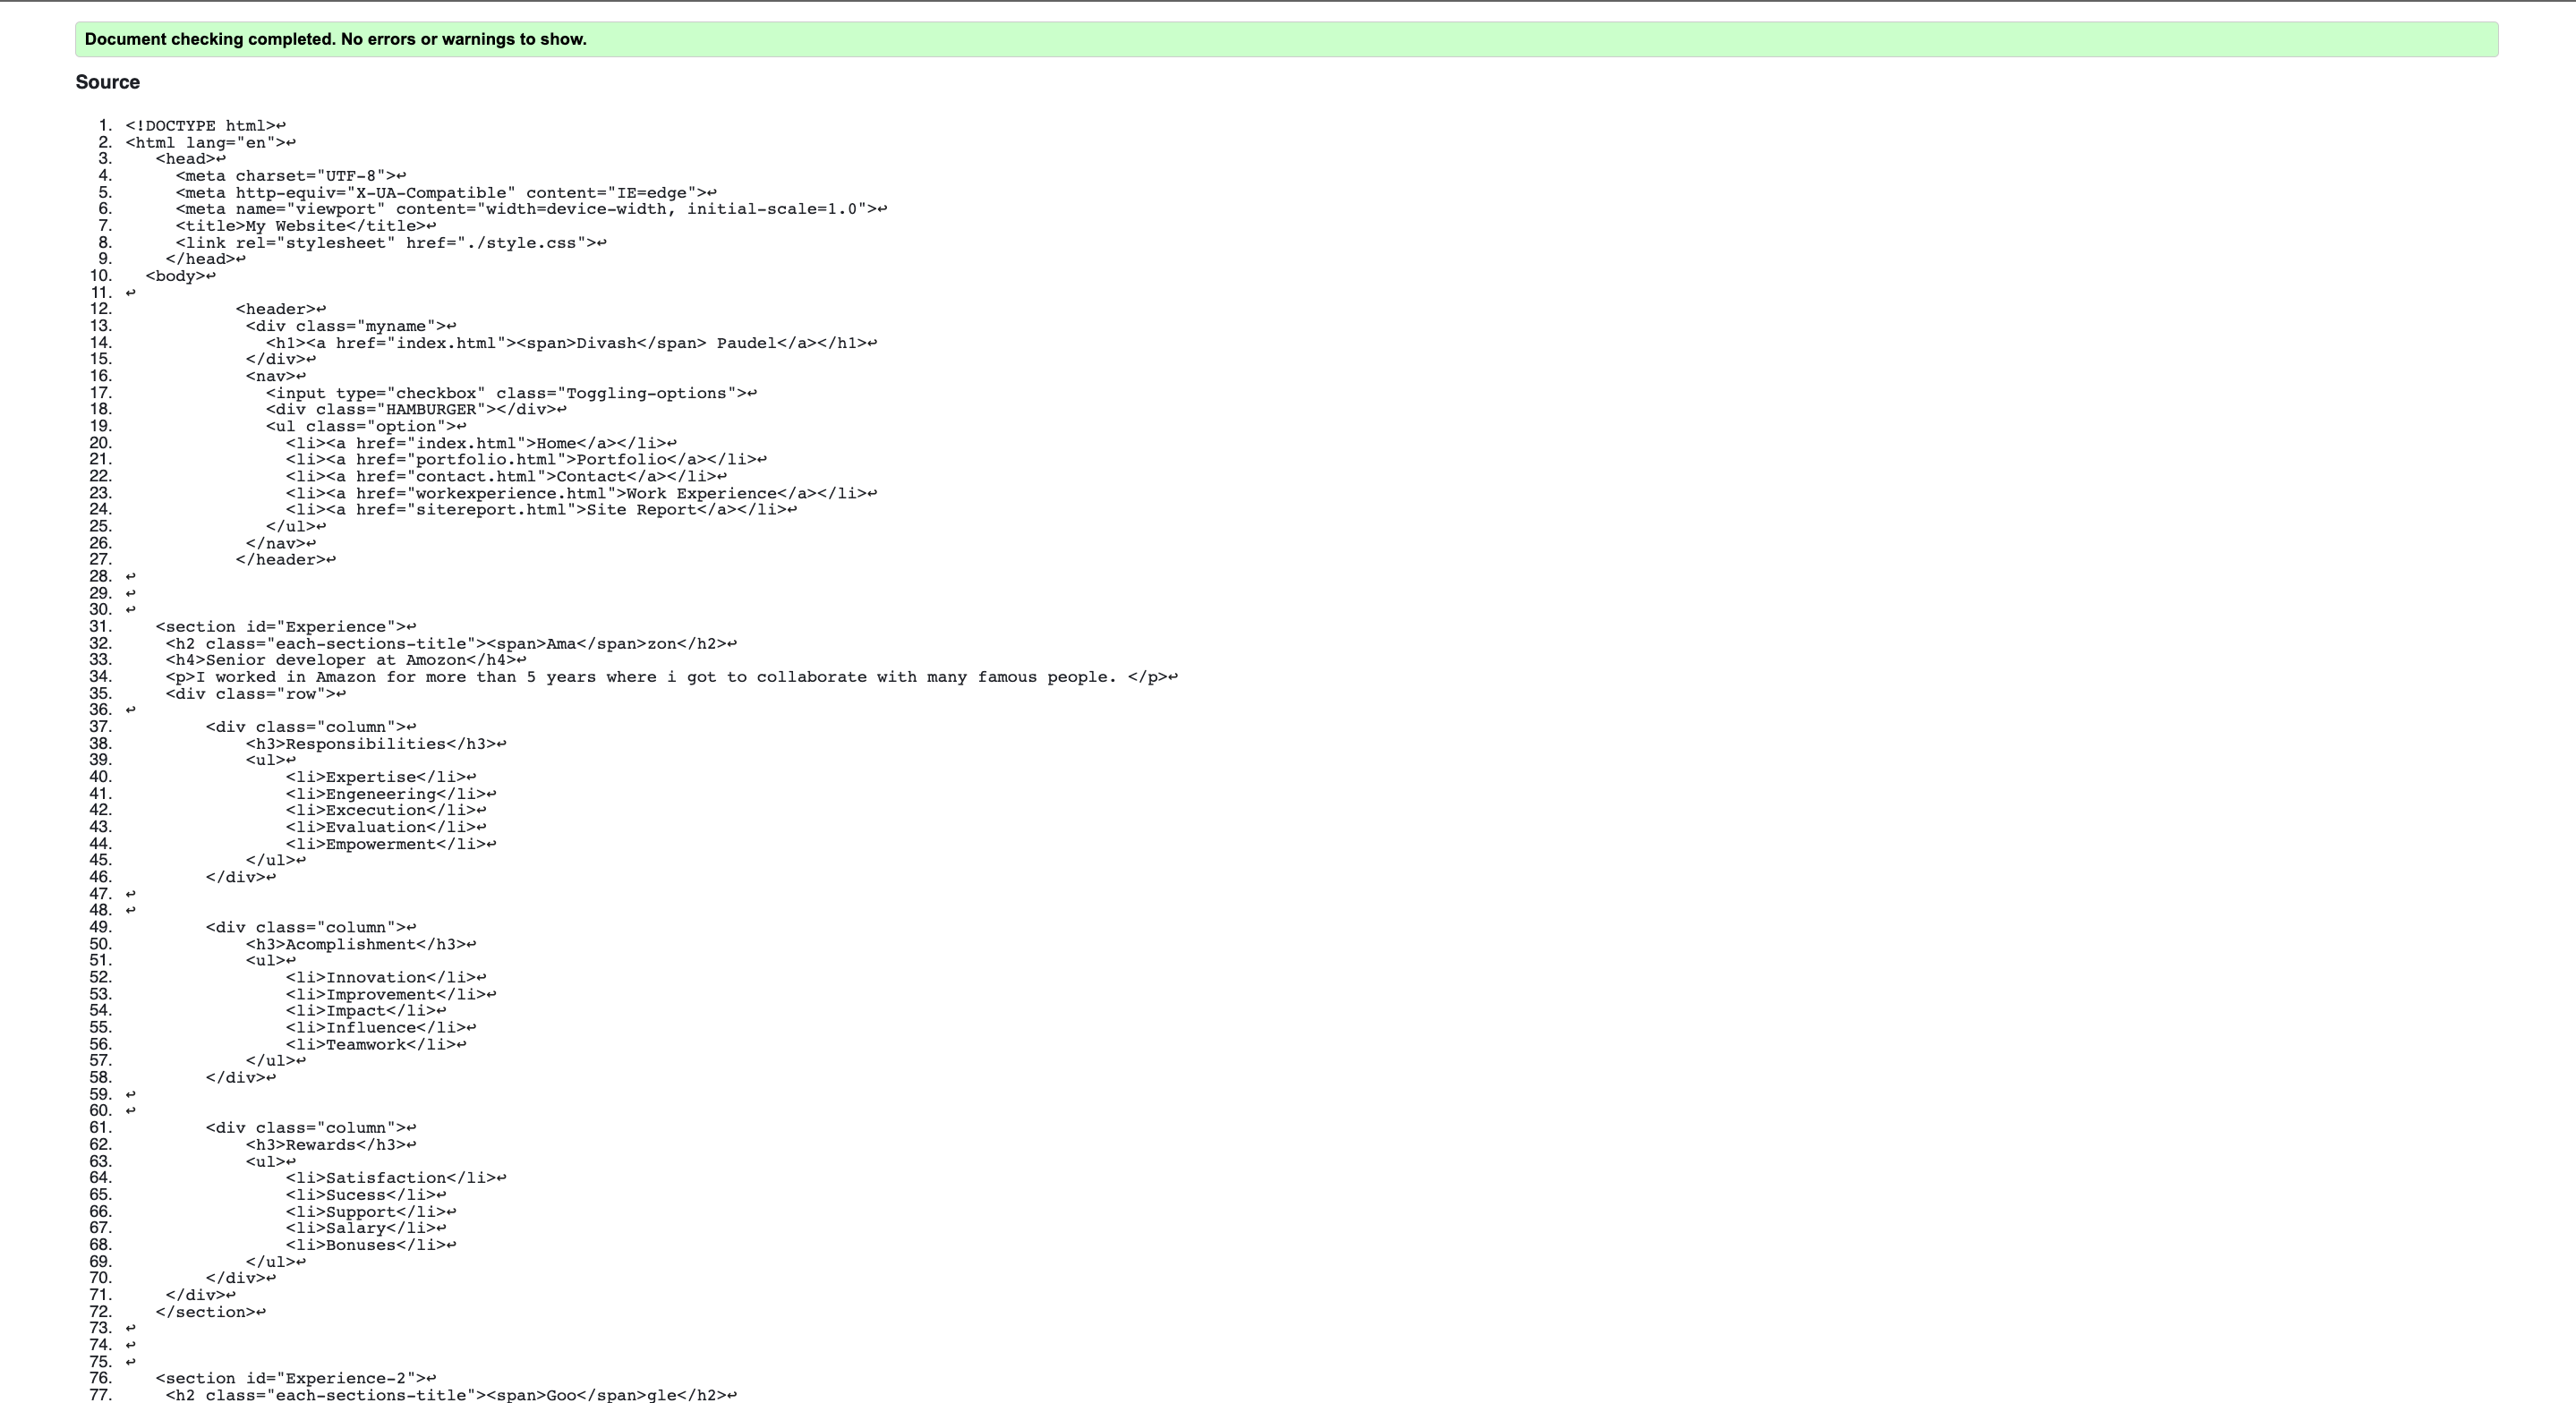 Document checking completed. No errors or warnings to show.
Source
1. <!DOCTYPE html>↩
2. <html lang="en">↩
3.    <head>↩
4.      <meta charset="UTF-8">↩
5.      <meta http-equiv="X-UA-Compatible" content="IE=edge">↩
6.      <meta name="viewport" content="width=device-width, initial-scale=1.0">↩
7.      <title>My Website</title>↩
8.      <link rel="stylesheet" href="./style.css">↩
9.     </head>↩
10.   <body>↩
11. ↩
12.            <header>↩
13.             <div class="myname">↩
14.               <h1><a href="index.html"><span>Divash</span> Paudel</a></h1>↩
15.             </div>↩
16.             <nav>↩
17.               <input type="checkbox" class="Toggling-options">↩
18.               <div class="HAMBURGER"></div>↩
19.               <ul class="option">↩
20.                 <li><a href="index.html">Home</a></li>↩
21.                 <li><a href="portfolio.html">Portfolio</a></li>↩
22.                 <li><a href="contact.html">Contact</a></li>↩
23.                 <li><a href="workexperience.html">Work Experience</a></li>↩
24.                 <li><a href="sitereport.html">Site Report</a></li>↩
25.               </ul>↩
26.             </nav>↩
27.            </header>↩
28. ↩
29. ↩
30. ↩
31.    <section id="Experience">↩
32.     <h2 class="each-sections-title"><span>Ama</span>zon</h2>↩
33.     <h4>Senior developer at Amozon</h4>↩
34.     <p>I worked in Amazon for more than 5 years where i got to collaborate with many famous people. </p>↩
35.     <div class="row">↩
36. ↩
37.         <div class="column">↩
38.             <h3>Responsibilities</h3>↩
39.             <ul>↩
40.                 <li>Expertise</li>↩
41.                 <li>Engeneering</li>↩
42.                 <li>Excecution</li>↩
43.                 <li>Evaluation</li>↩
44.                 <li>Empowerment</li>↩
45.             </ul>↩
46.         </div>↩
47. ↩
48. ↩
49.         <div class="column">↩
50.             <h3>Acomplishment</h3>↩
51.             <ul>↩
52.                 <li>Innovation</li>↩
53.                 <li>Improvement</li>↩
54.                 <li>Impact</li>↩
55.                 <li>Influence</li>↩
56.                 <li>Teamwork</li>↩
57.             </ul>↩
58.         </div>↩
59. ↩
60. ↩
61.         <div class="column">↩
62.             <h3>Rewards</h3>↩
63.             <ul>↩
64.                 <li>Satisfaction</li>↩
65.                 <li>Sucess</li>↩
66.                 <li>Support</li>↩
67.                 <li>Salary</li>↩
68.                 <li>Bonuses</li>↩
69.             </ul>↩
70.         </div>↩
71.     </div>↩
72.    </section>↩
73. ↩
74. ↩
75. ↩
76.    <section id="Experience-2">↩
77.     <h2 class="each-sections-title"><span>Goo</span>gle</h2>↩